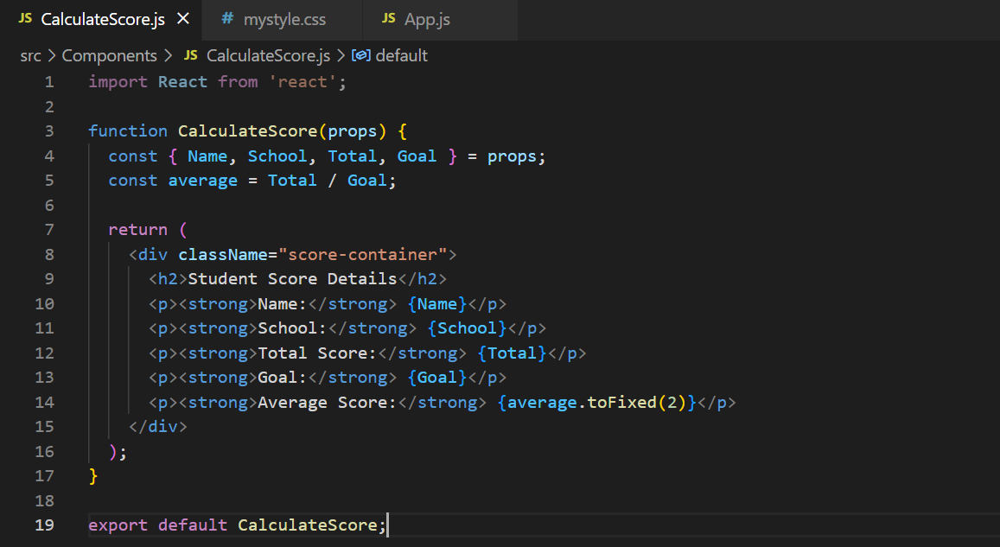 JS CalculateScore.js × # mystyle.css JS App.js
src > Components > JS CalculateScore.js > default
1 import React from 'react';
2
3 function CalculateScore(props) {
4   const { Name, School, Total, Goal } = props;
5   const average = Total / Goal;
6
7   return (
8     <div className="score-container">
9       <h2>Student Score Details</h2>
10       <p><strong>Name:</strong> {Name}</p>
11       <p><strong>School:</strong> {School}</p>
12       <p><strong>Total Score:</strong> {Total}</p>
13       <p><strong>Goal:</strong> {Goal}</p>
14       <p><strong>Average Score:</strong> {average.toFixed(2)}</p>
15     </div>
16   );
17 }
18
19 export default CalculateScore;